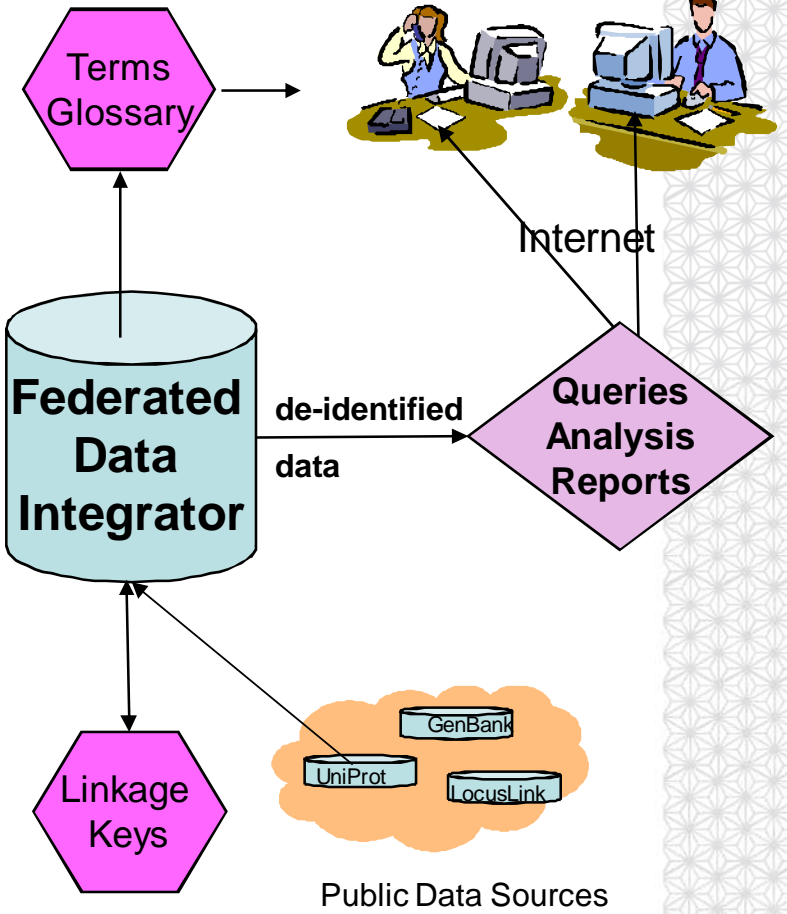 Terms
Glossary
Internet
Federated
Data
Integrator
de-identified
data
Queries
Analysis
Reports
Linkage
Keys
GenBank
UniProt
LocusLink
Public Data Sources